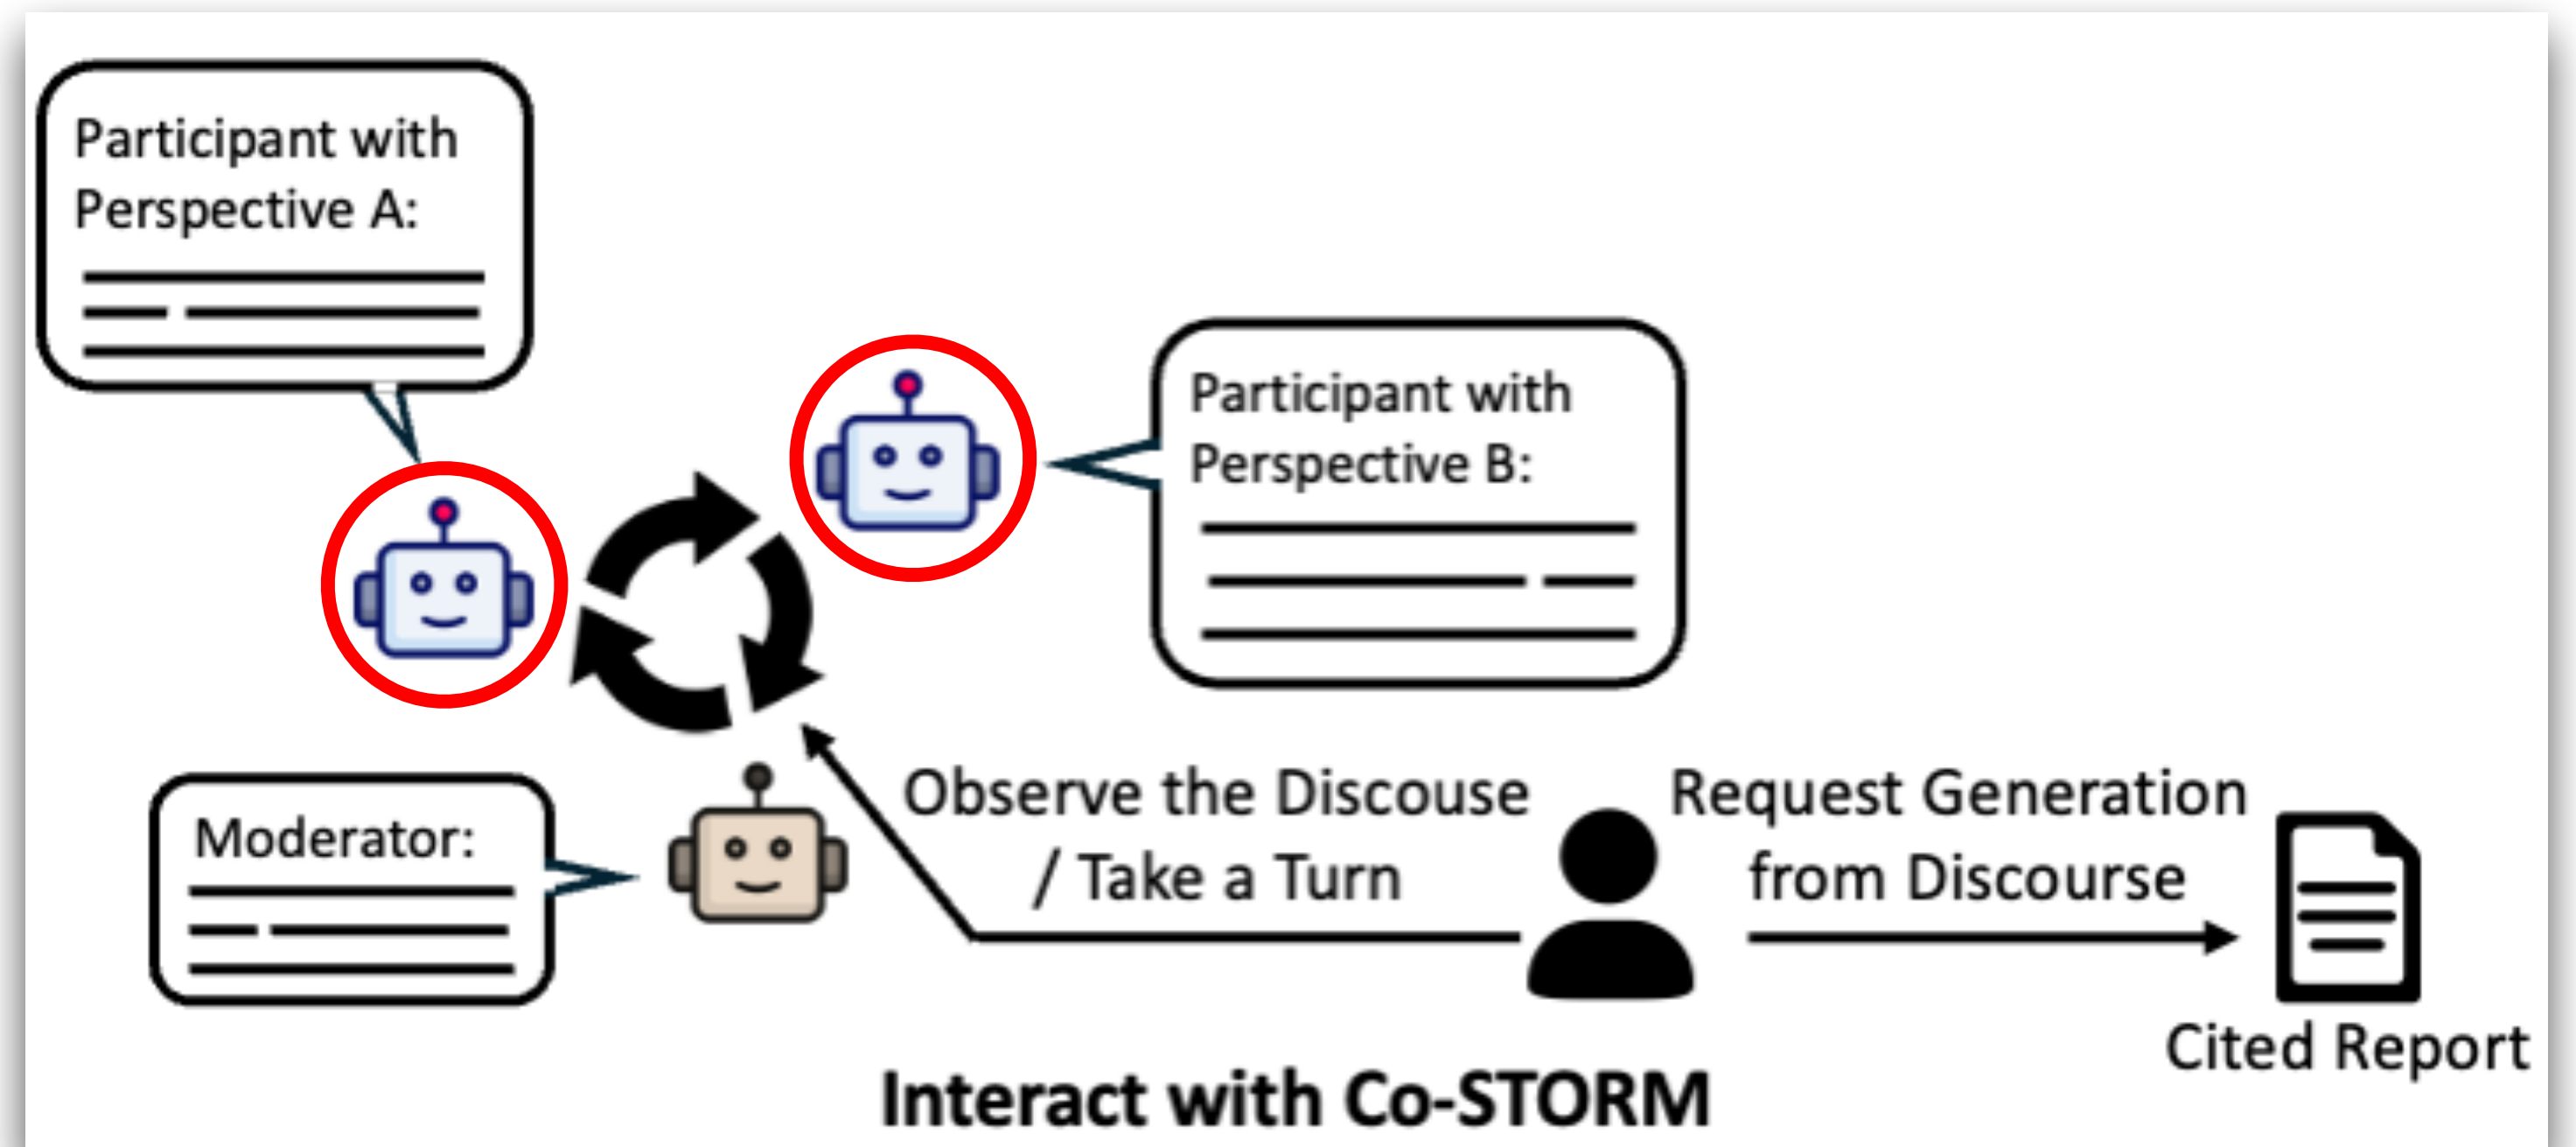 Participant with
Perspective A:
Participant with
Perspective B:
Moderator:
Observe the Discouse
/ Take a Turn
Request Generation
from Discourse
Cited Report
Interact with Co-STORM